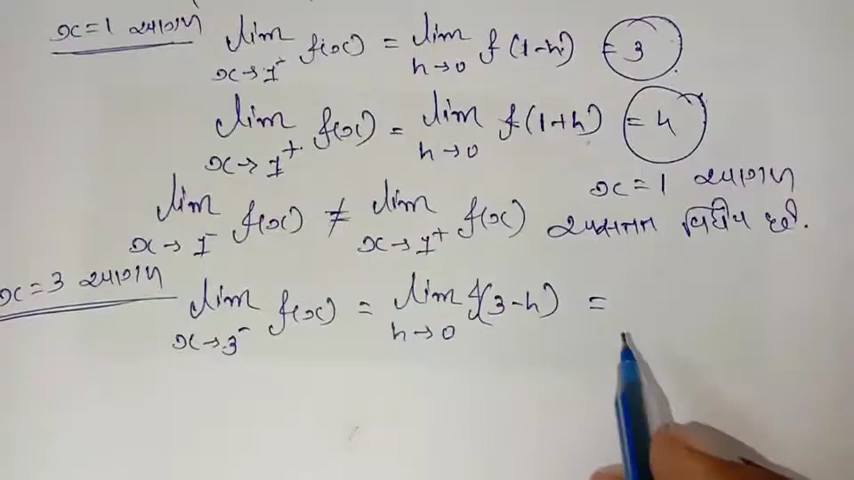 x=1 આગળ lim x→1⁻ f(x) = lim h→0 f(1-h) = 3
lim x→1⁺ f(x) = lim h→0 f(1+h) = 4
x=1 આગળ
lim x→1⁻ f(x) ≠ lim x→1⁺ f(x)
x=3 આગળ lim x→3⁻ f(x) = lim h→0 f(3-h) =